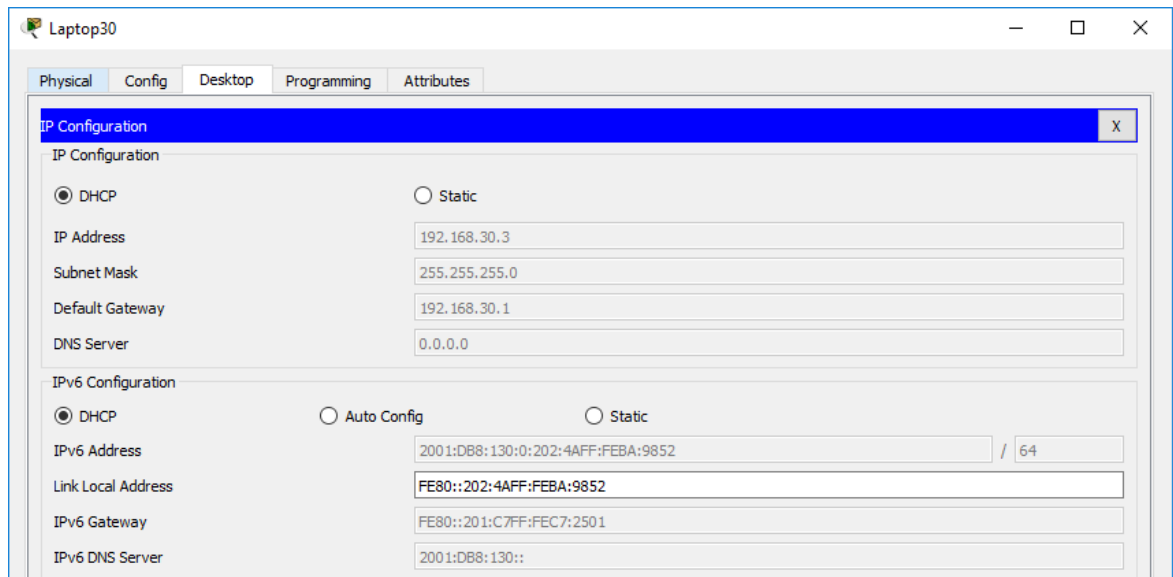 Laptop30
Physical Config Desktop Programming Attributes
IP Configuration X
IP Configuration
DHCP Static
IP Address 192.168.30.3
Subnet Mask 255.255.255.0
Default Gateway 192.168.30.1
DNS Server 0.0.0.0
IPv6 Configuration
DHCP Auto Config Static
IPv6 Address 2001:DB8:130:0:202:4AFF:FEBA:9852 / 64
Link Local Address FE80::202:4AFF:FEBA:9852
IPv6 Gateway FE80::201:C7FF:FEC7:2501
IPv6 DNS Server 2001:DB8:130::